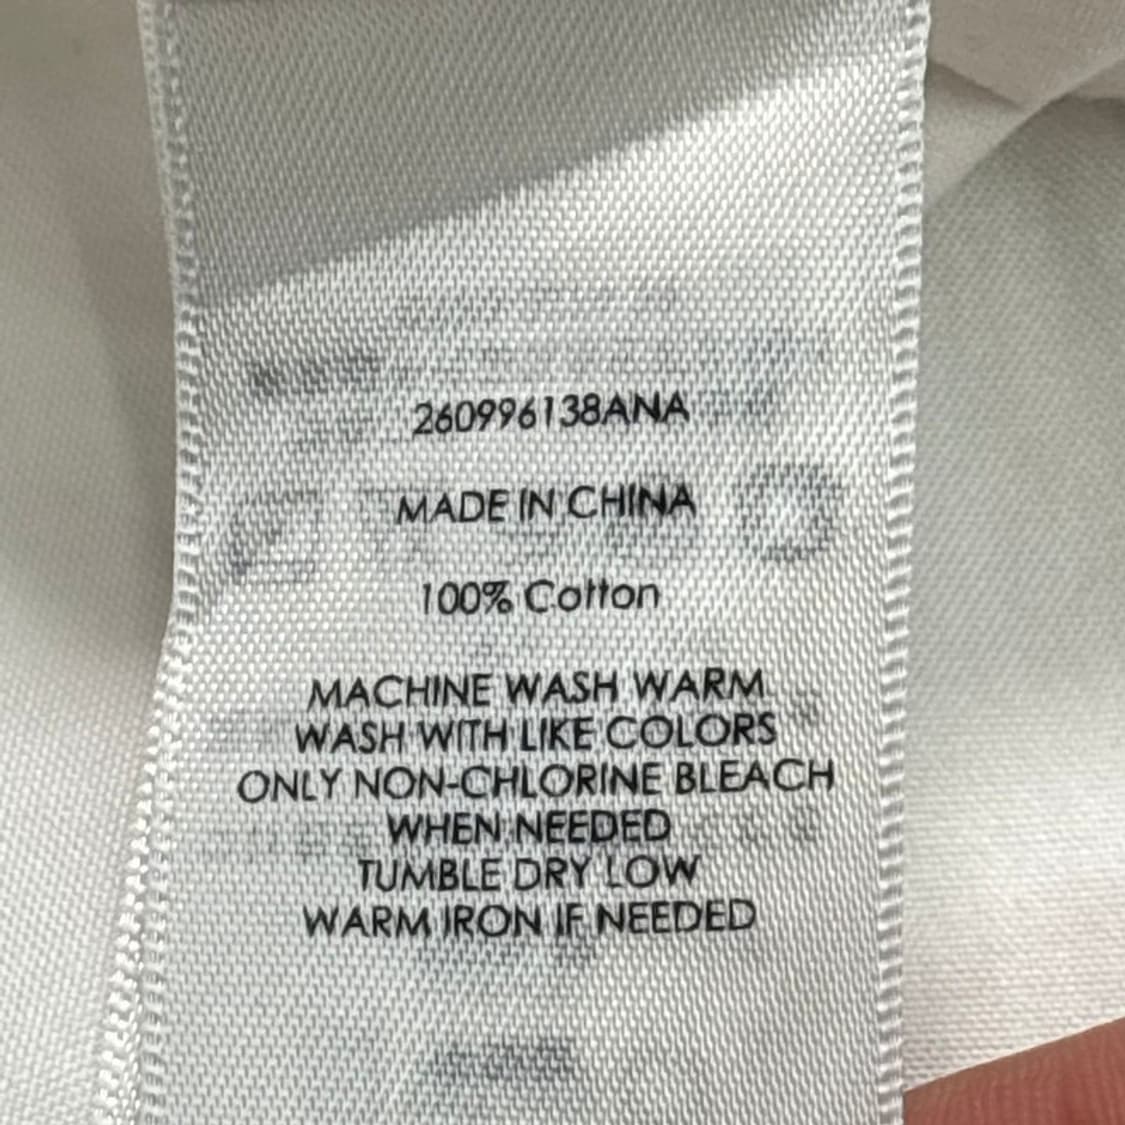 260996138ANA
MADE IN CHINA
100% Cotton
MACHINE WASH WARM
WASH WITH LIKE COLORS
ONLY NON-CHLORINE BLEACH
WHEN NEEDED
TUMBLE DRY LOW
WARM IRON IF NEEDED